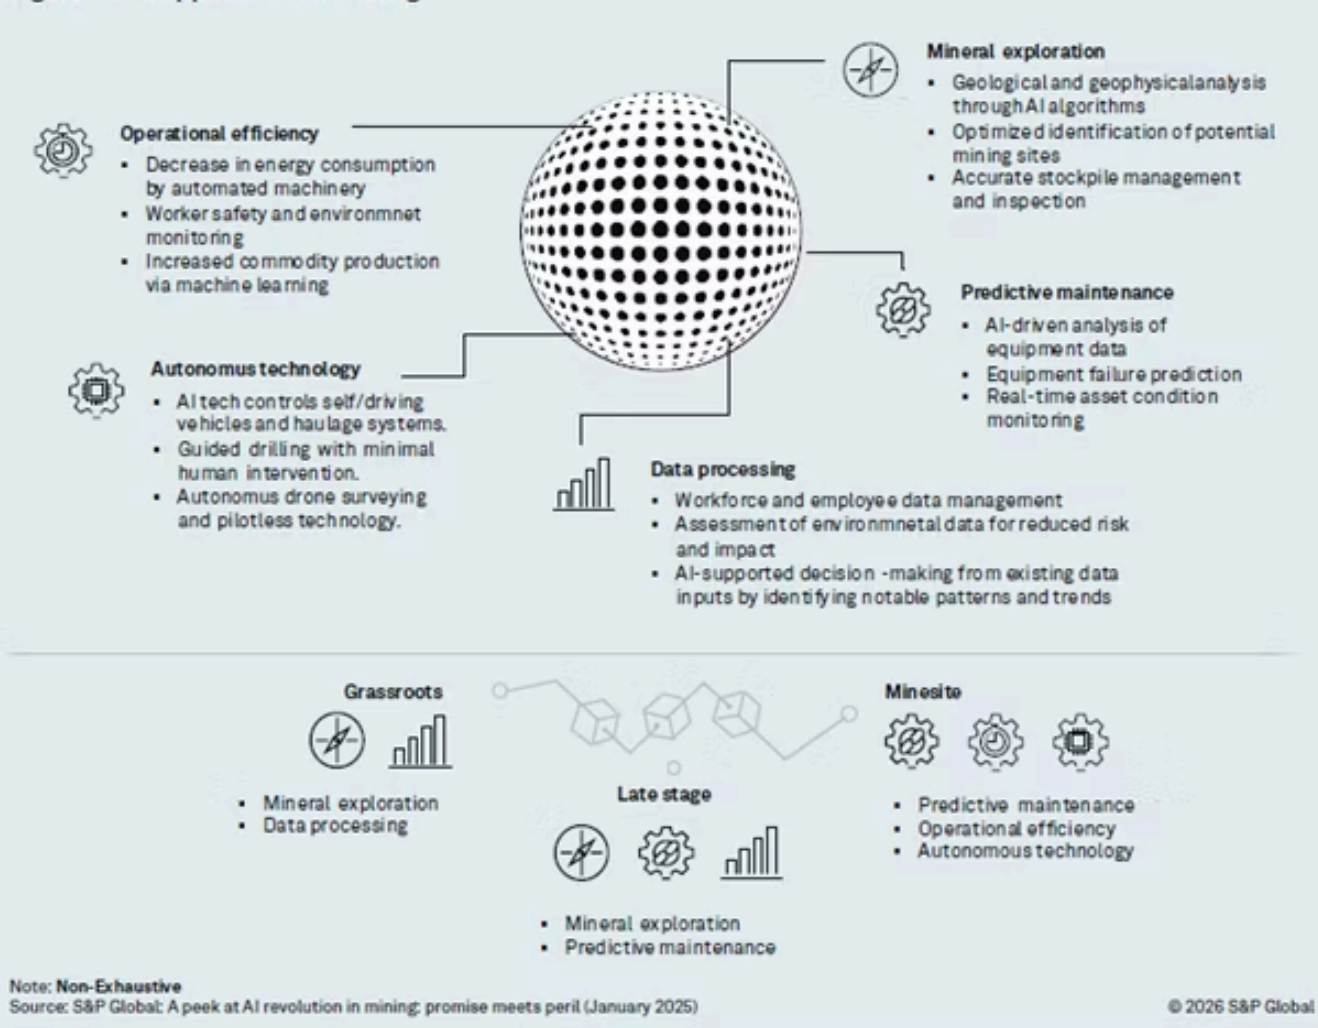 Operational efficiency
Decrease in energy consumption
by automated machinery
Worker safety and environmnet
monitoring
Increased commodity production
via machine learning
Mineral exploration
Geological and geophysical analysis
through AI algorithms
Optimized identification of potential
mining sites
Accurate stockpile management
and inspection
Predictive maintenance
AI-driven analysis of
equipment data
Equipment failure prediction
Real-time asset condition
monitoring
Autonomus technology
AI tech controls self/driving
vehicles and haulage systems.
Guided drilling with minimal
human intervention.
Autonomus drone surveying
and pilotless technology.
Data processing
Workforce and employee data management
Assessment of environmnetal data for reduced risk
and impact
AI-supported decision -making from existing data
inputs by identifying notable patterns and trends
Grassroots
Mineral exploration
Data processing
Late stage
Mineral exploration
Predictive maintenance
Minesite
Predictive maintenance
Operational efficiency
Autonomous technology
Note: Non-Exhaustive
Source: S&P Global: A peek at AI revolution in mining: promise meets peril (January 2025)
© 2026 S&P Global